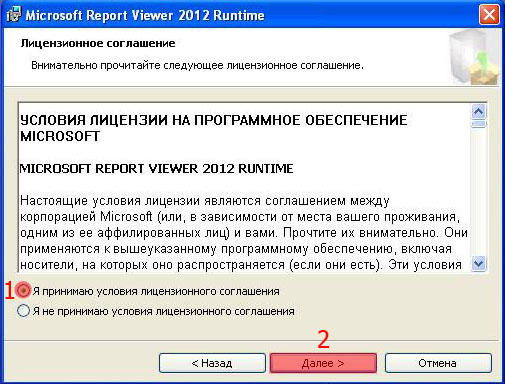 Microsoft Report Viewer 2012 Runtime
Лицензионное соглашение
Внимательно прочитайте следующее лицензионное соглашение.
УСЛОВИЯ ЛИЦЕНЗИИ НА ПРОГРАММНОЕ ОБЕСПЕЧЕНИЕ
MICROSOFT
MICROSOFT REPORT VIEWER 2012 RUNTIME
Настоящие условия лицензии являются соглашением между
корпорацией Microsoft (или, в зависимости от места вашего проживания,
одним из ее аффилированных лиц) и вами. Прочтите их внимательно. Они
применяются к вышеуказанному программному обеспечению, включая
носители, на которых оно распространяется (если они есть). Эти условия
1 Я принимаю условия лицензионного соглашения
Я не принимаю условия лицензионного соглашения
2
< Назад Далее > Отмена